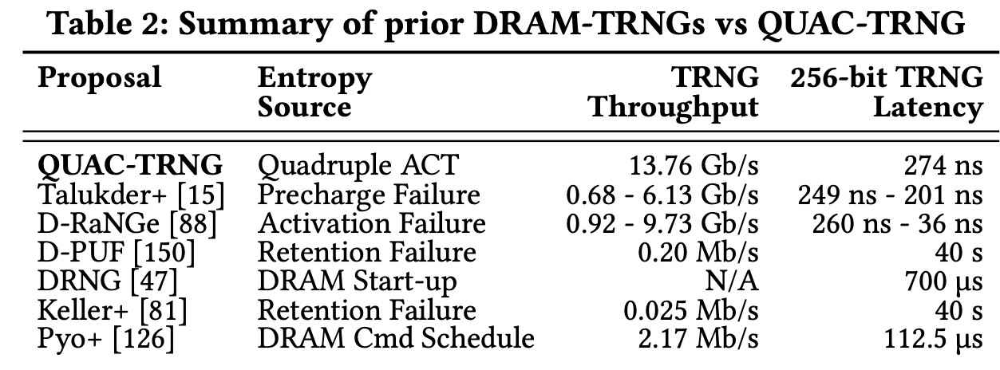 Table 2: Summary of prior DRAM-TRNGs vs QUAC-TRNG
Proposal Entropy Source TRNG Throughput 256-bit TRNG Latency
QUAC-TRNG Quadruple ACT 13.76 Gb/s 274 ns
Talukder+ [15] Precharge Failure 0.68 - 6.13 Gb/s 249 ns - 201 ns
D-RaNGe [88] Activation Failure 0.92 - 9.73 Gb/s 260 ns - 36 ns
D-PUF [150] Retention Failure 0.20 Mb/s 40 s
DRNG [47] DRAM Start-up N/A 700 µs
Keller+ [81] Retention Failure 0.025 Mb/s 40 s
Pyo+ [126] DRAM Cmd Schedule 2.17 Mb/s 112.5 µs